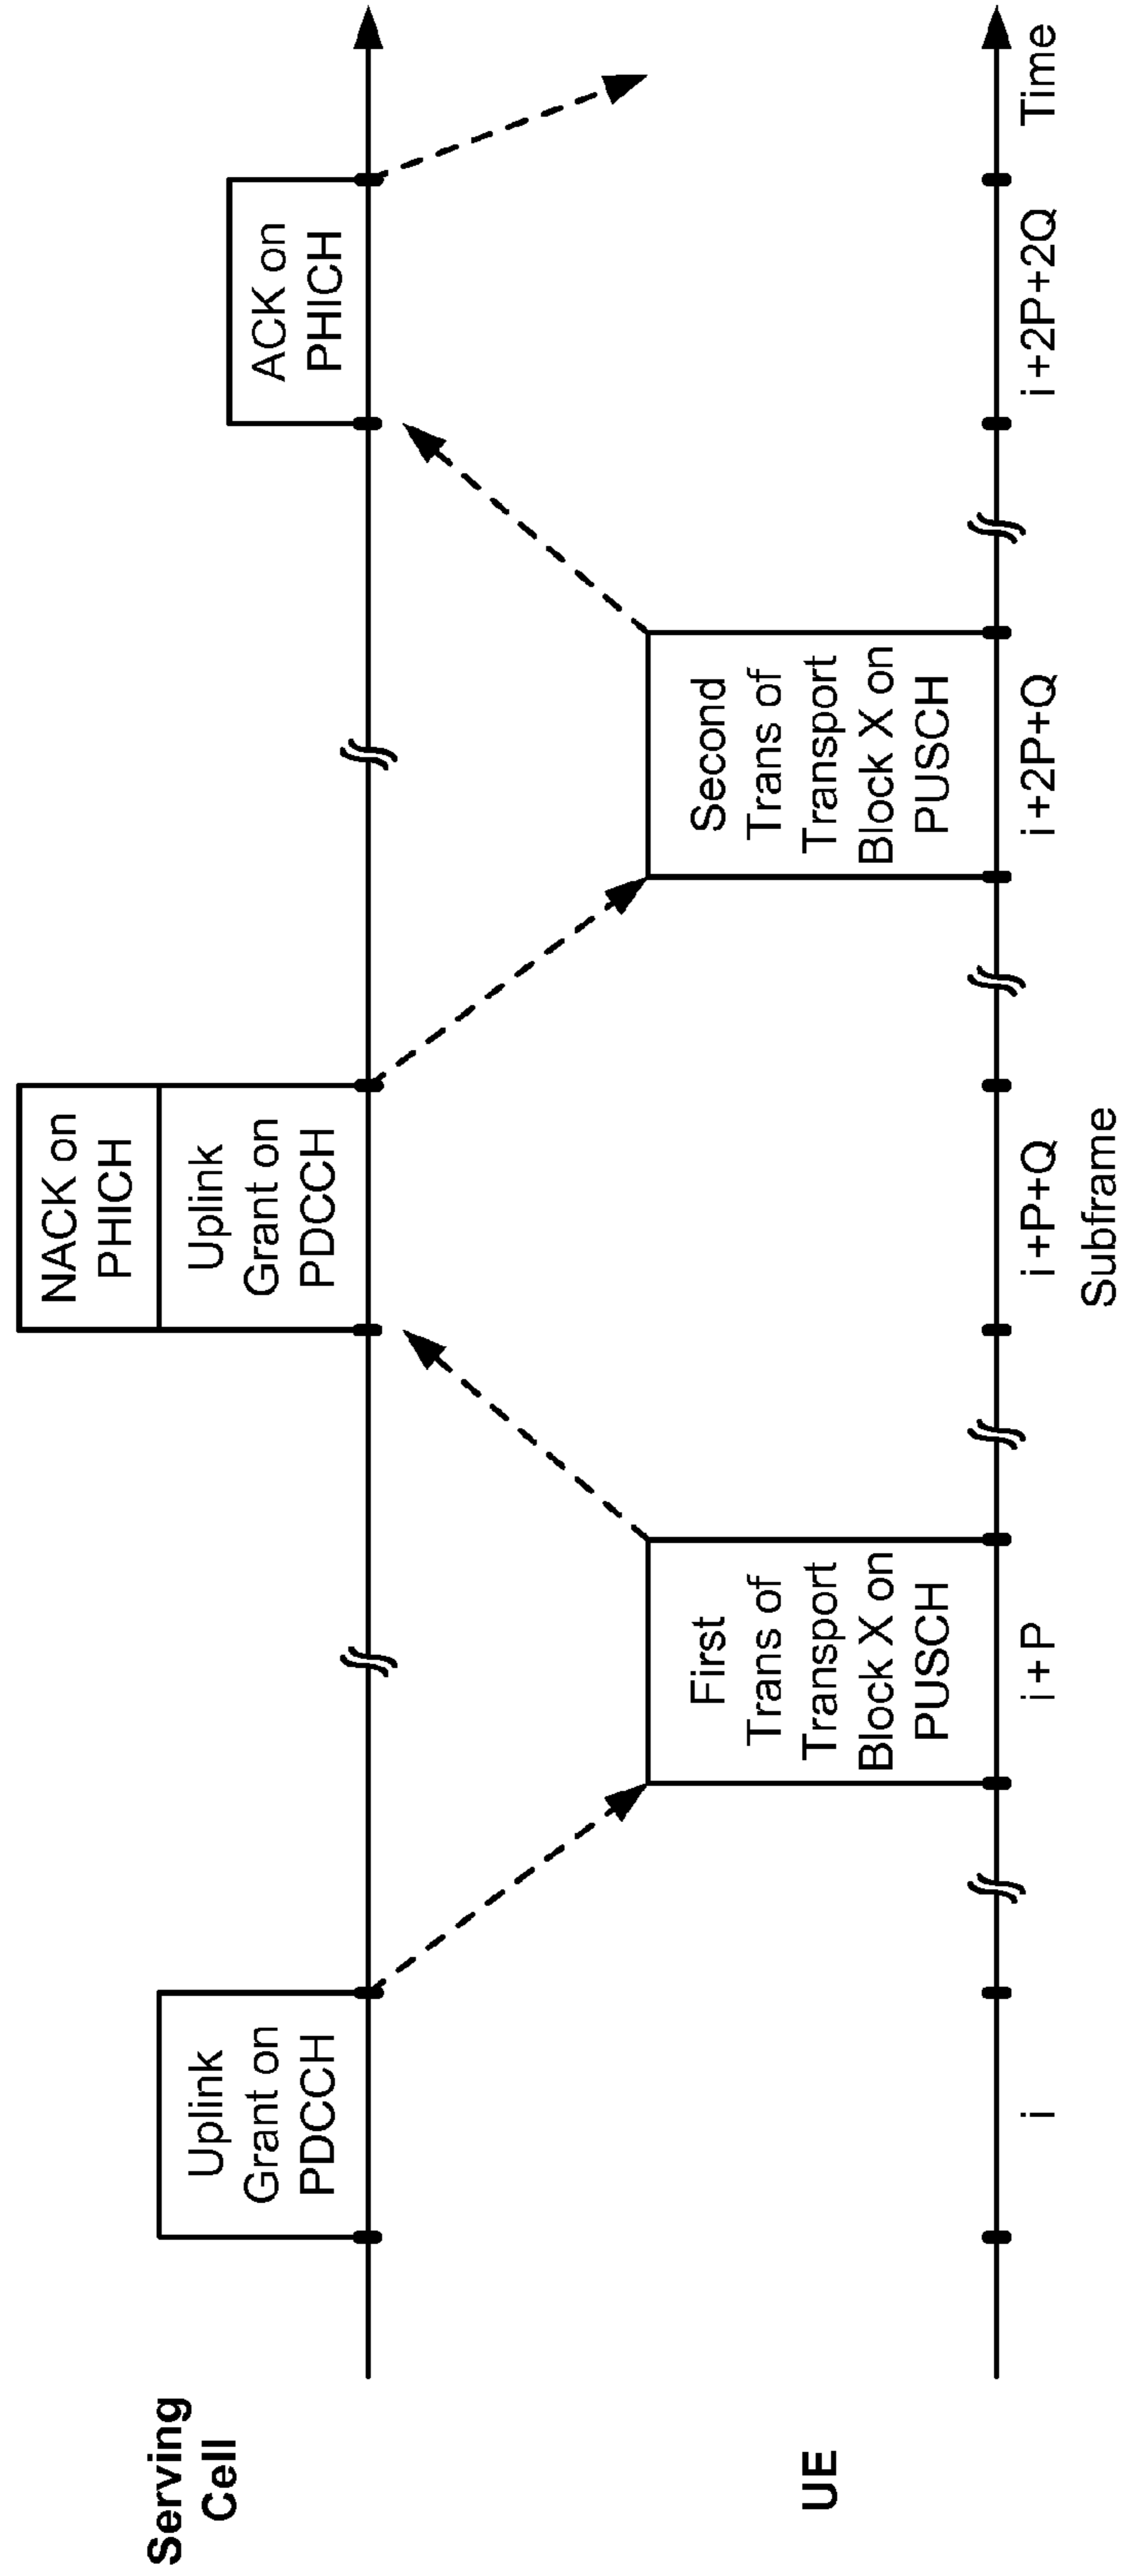 Serving
Cell
Uplink
Grant on
PDCCH
NACK on
PHICH
Uplink
Grant on
PDCCH
ACK on
PHICH
UE
First
Trans of
Transport
Block X on
PUSCH
Second
Trans of
Transport
Block X on
PUSCH
i
i+P
i+P+Q
i+2P+Q
i+2P+2Q
Time
Subframe